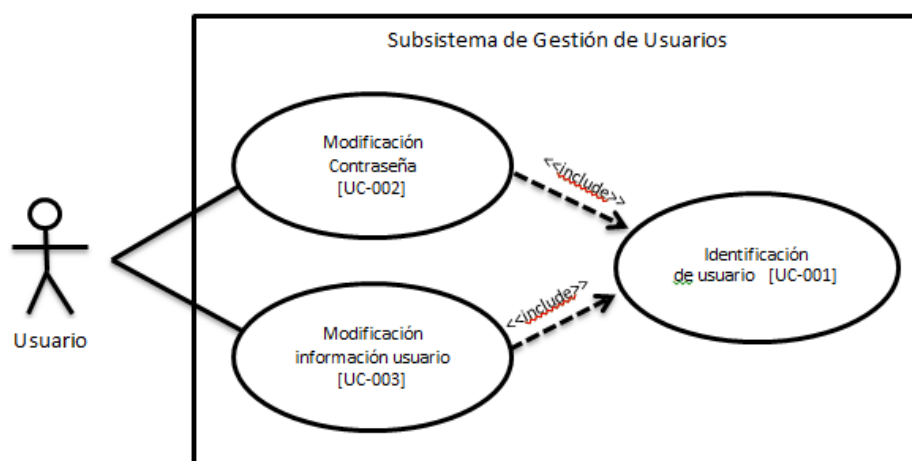 Subsistema de Gestión de Usuarios
Modificación
Contraseña
[UC-002]
<<include>>
Identificación
de usuario [UC-001]
<<include>>
Usuario
Modificación
información usuario
[UC-003]